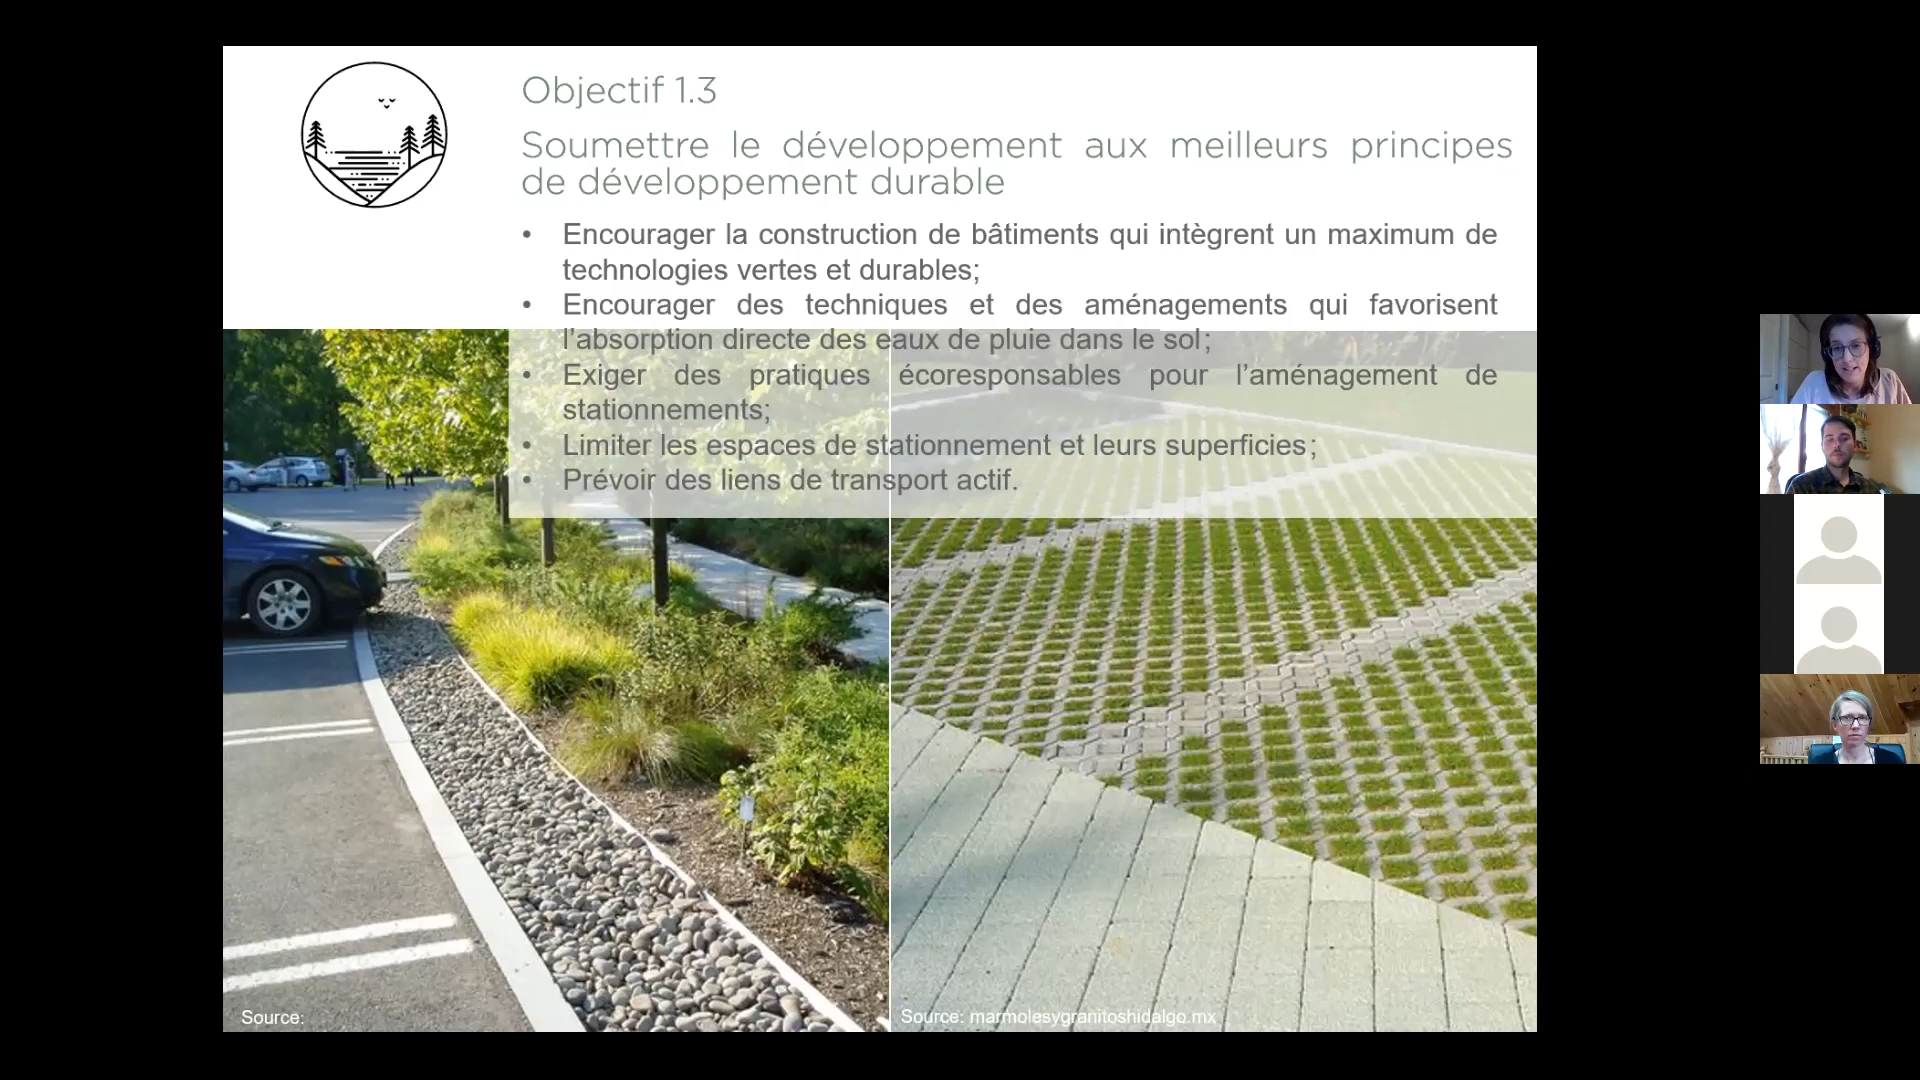 Objectif 1.3
Soumettre le développement aux meilleurs principes
de développement durable
• Encourager la construction de bâtiments qui intègrent un maximum de
technologies vertes et durables;
• Encourager des techniques et des aménagements qui favorisent
l’absorption directe des eaux de pluie dans le sol;
• Exiger des pratiques écoresponsables pour l’aménagement de
stationnements;
• Limiter les espaces de stationnement et leurs superficies;
• Prévoir des liens de transport actif.
Source:
Source: marmolesygranitoshidalgo.mx